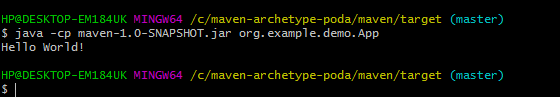 HP@DESKTOP-EM184UK MINGW64 /c/maven-archetype-poda/maven/target (master)
$ java -cp maven-1.0-SNAPSHOT.jar org.example.demo.App
Hello World!
HP@DESKTOP-EM184UK MINGW64 /c/maven-archetype-poda/maven/target (master)
$